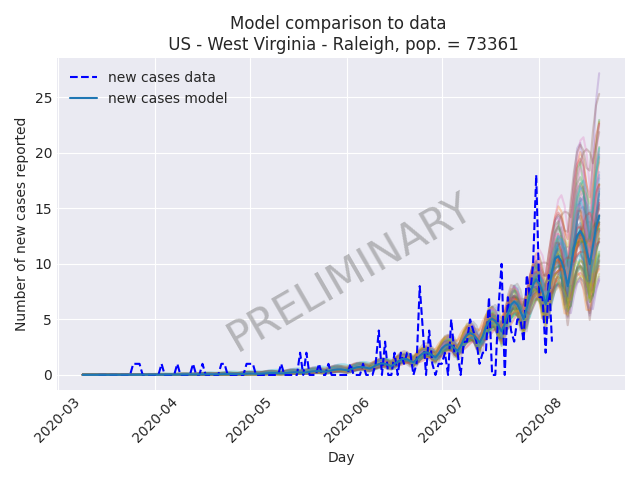 Model comparison to data
US - West Virginia - Raleigh, pop. = 73361
new cases data
new cases model
PRELIMINARY
Number of new cases reported
25
20
15
10
5
0
2020-03
2020-04
2020-05
2020-06
2020-07
2020-08
Day